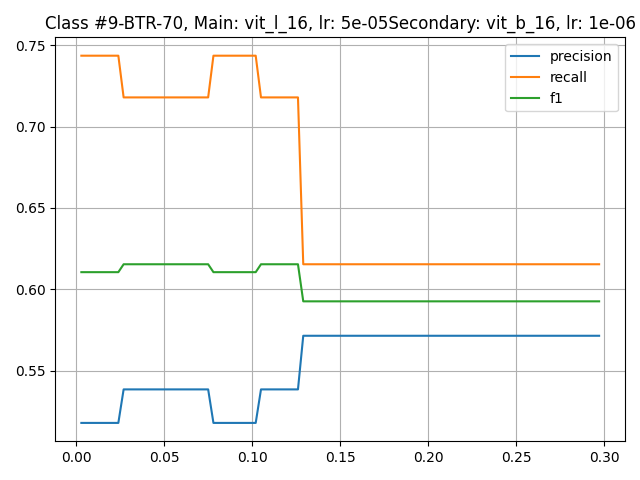 Class #9-BTR-70, Main: vit_l_16, lr: 5e-05Secondary: vit_b_16, lr: 1e-06
precision
recall
f1
0.75
0.70
0.65
0.60
0.55
0.00 0.05 0.10 0.15 0.20 0.25 0.30